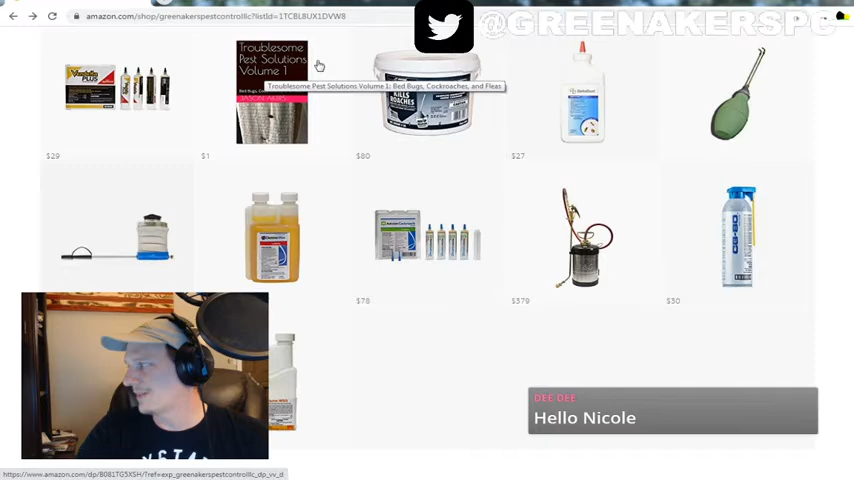 amazon.com/shop/greenakerspestcontrolllc?listId=1TCBL8UX1DVW8
@GREENAKERSPC
Troublesome
Pest Solutions
Volume 1
Troublesome Pest Solutions Volume 1: Bed Bugs, Cockroaches, and Fleas
JASON AKERS
KILLS
ROACHES
$29
$1
$80
$27
$78
$379
$30
DEE DEE
Hello Nicole
https://www.amazon.com/dp/B081TG5XSH/?ref=exp_greenakerspestcontrolllc_dp_vv_d